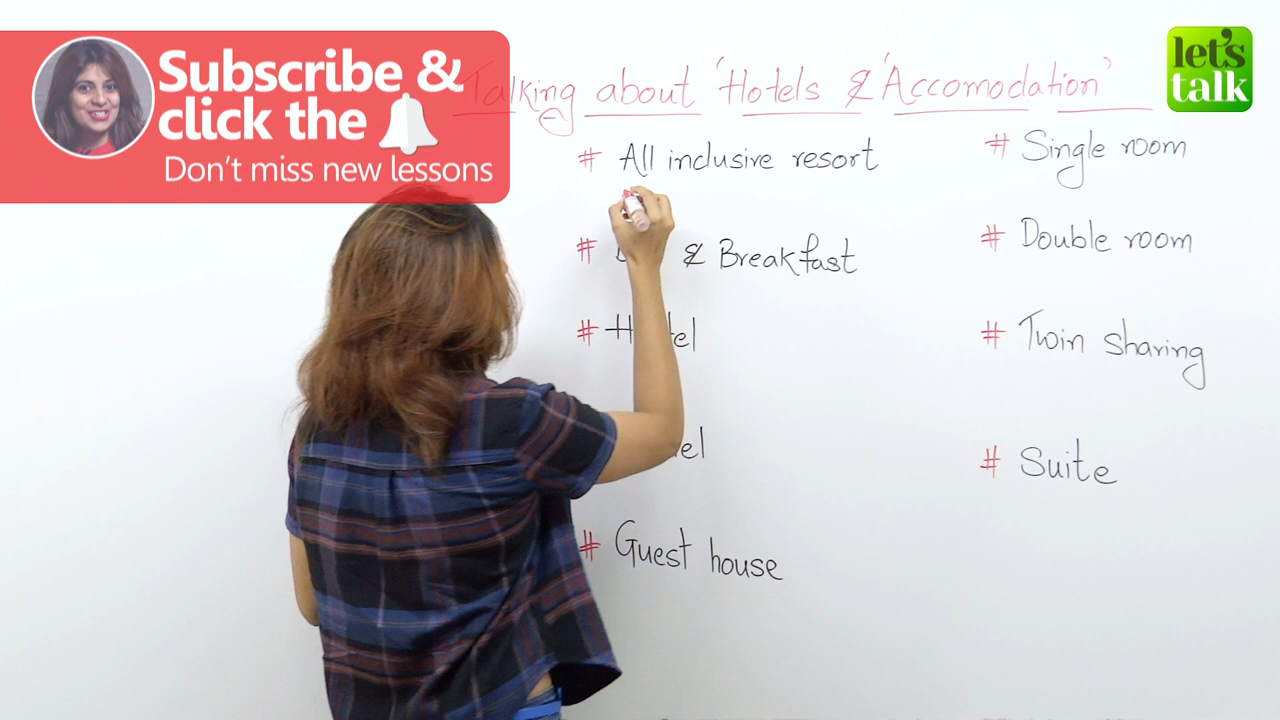 Subscribe &
click the
Don't miss new lessons
let's
talk
Talking about 'Hotels & 'Accomodation'
# All inclusive resort
# & Breakfast
#
# Guest house
# Single room
# Double room
# Twin sharing
# Suite